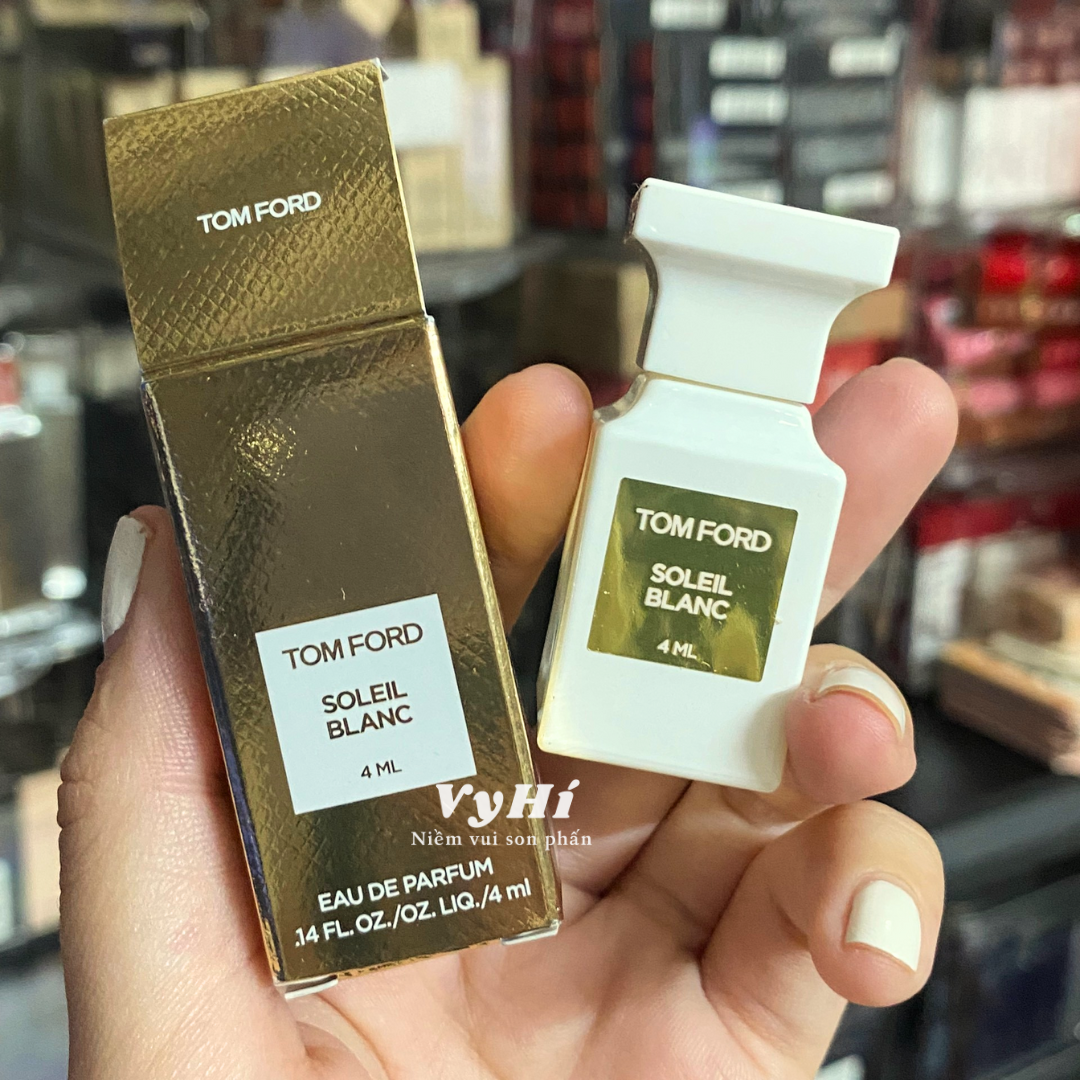 TOM FORD
TOM FORD
SOLEIL
BLANC
4 ML
EAU DE PARFUM
.14 FL. OZ./OZ. LIQ./4 ml
TOM FORD
SOLEIL
BLANC
4 ML
VyHí
Niềm vui son phấn